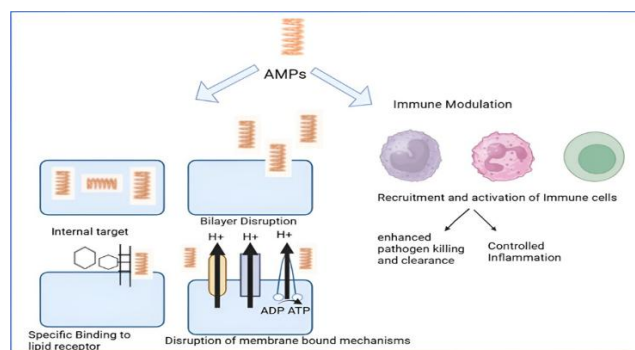 AMPs
Immune Modulation
Recruitment and activation of Immune cells
enhanced
pathogen killing
and clearance
Controlled
Inflammation
Internal target
Bilayer Disruption
H+ H+ H+
ADP ATP
Specific Binding to
lipid receptor
Disruption of membrane bound mechanisms